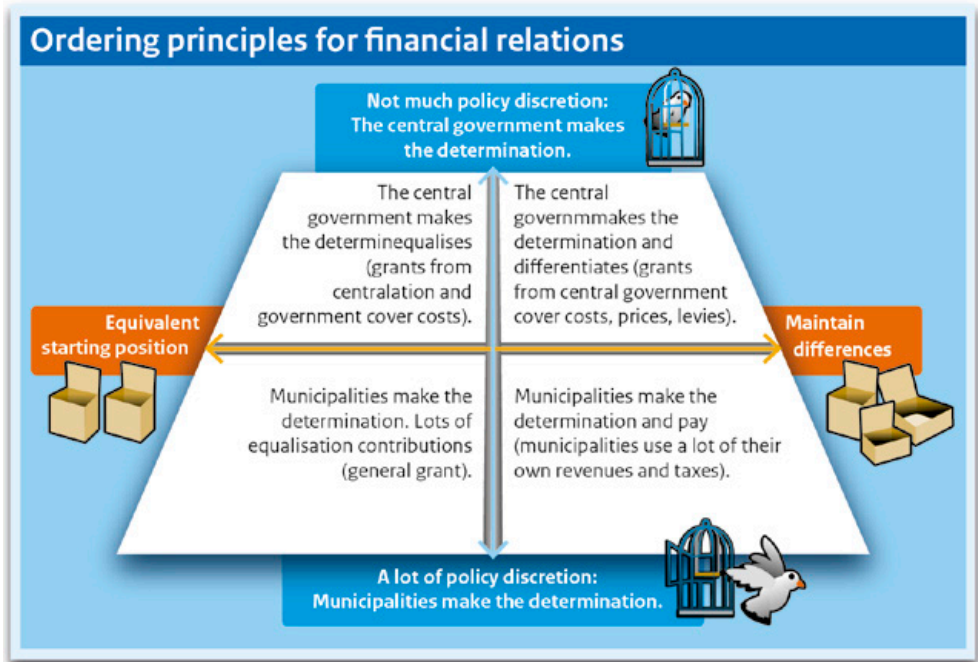 Ordering principles for financial relations
Not much policy discretion:
The central government makes
the determination.
The central
government makes
the determinequalises
(grants from
centralation and
government cover costs).
The central
governmmakes the
determination and
differentiates (grants
from central government
cover costs, prices, levies).
Equivalent
starting position
Maintain
differences
Municipalities make the
determination. Lots of
equalisation contributions
(general grant).
Municipalities make the
determination and pay
(municipalities use a lot of their
own revenues and taxes).
A lot of policy discretion:
Municipalities make the determination.